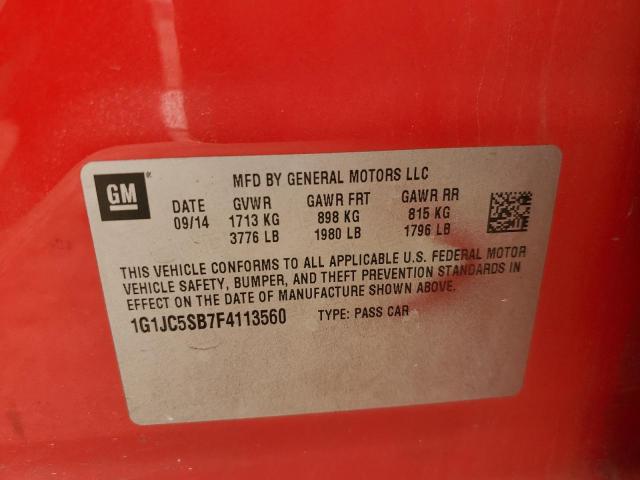 GM
MFD BY GENERAL MOTORS LLC
DATE GVWR GAWR FRT GAWR RR
09/14 1713 KG 898 KG 815 KG
3776 LB 1980 LB 1796 LB
THIS VEHICLE CONFORMS TO ALL APPLICABLE U.S. FEDERAL MOTOR
VEHICLE SAFETY, BUMPER, AND THEFT PREVENTION STANDARDS IN
EFFECT ON THE DATE OF MANUFACTURE SHOWN ABOVE.
1G1JC5SB7F4113560 TYPE: PASS CAR